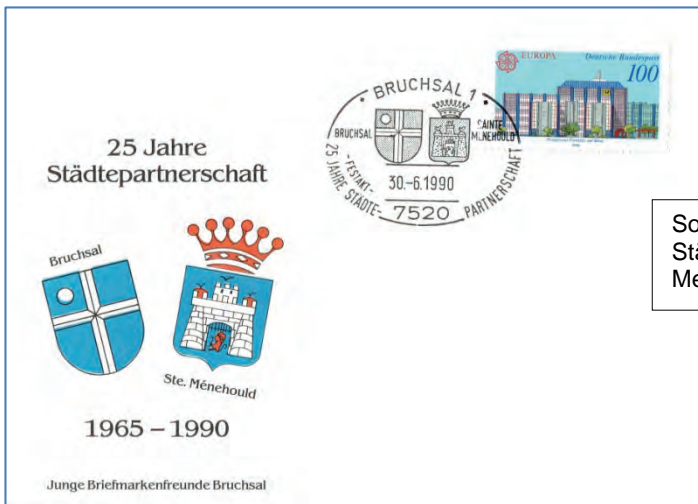 25 Jahre
Städtepartnerschaft
Bruchsal
Ste. Ménehould
1965 – 1990
Junge Briefmarkenfreunde Bruchsal
BRUCHSAL 1
BRUCHSAL
SAINTE
MENEHOULD
- FESTAKT -
30.-6.1990
25 JAHRE STÄDTE- PARTNERSCHAFT
7520
EUROPA
Deutsche Bundespost
100
So
Stä
Me